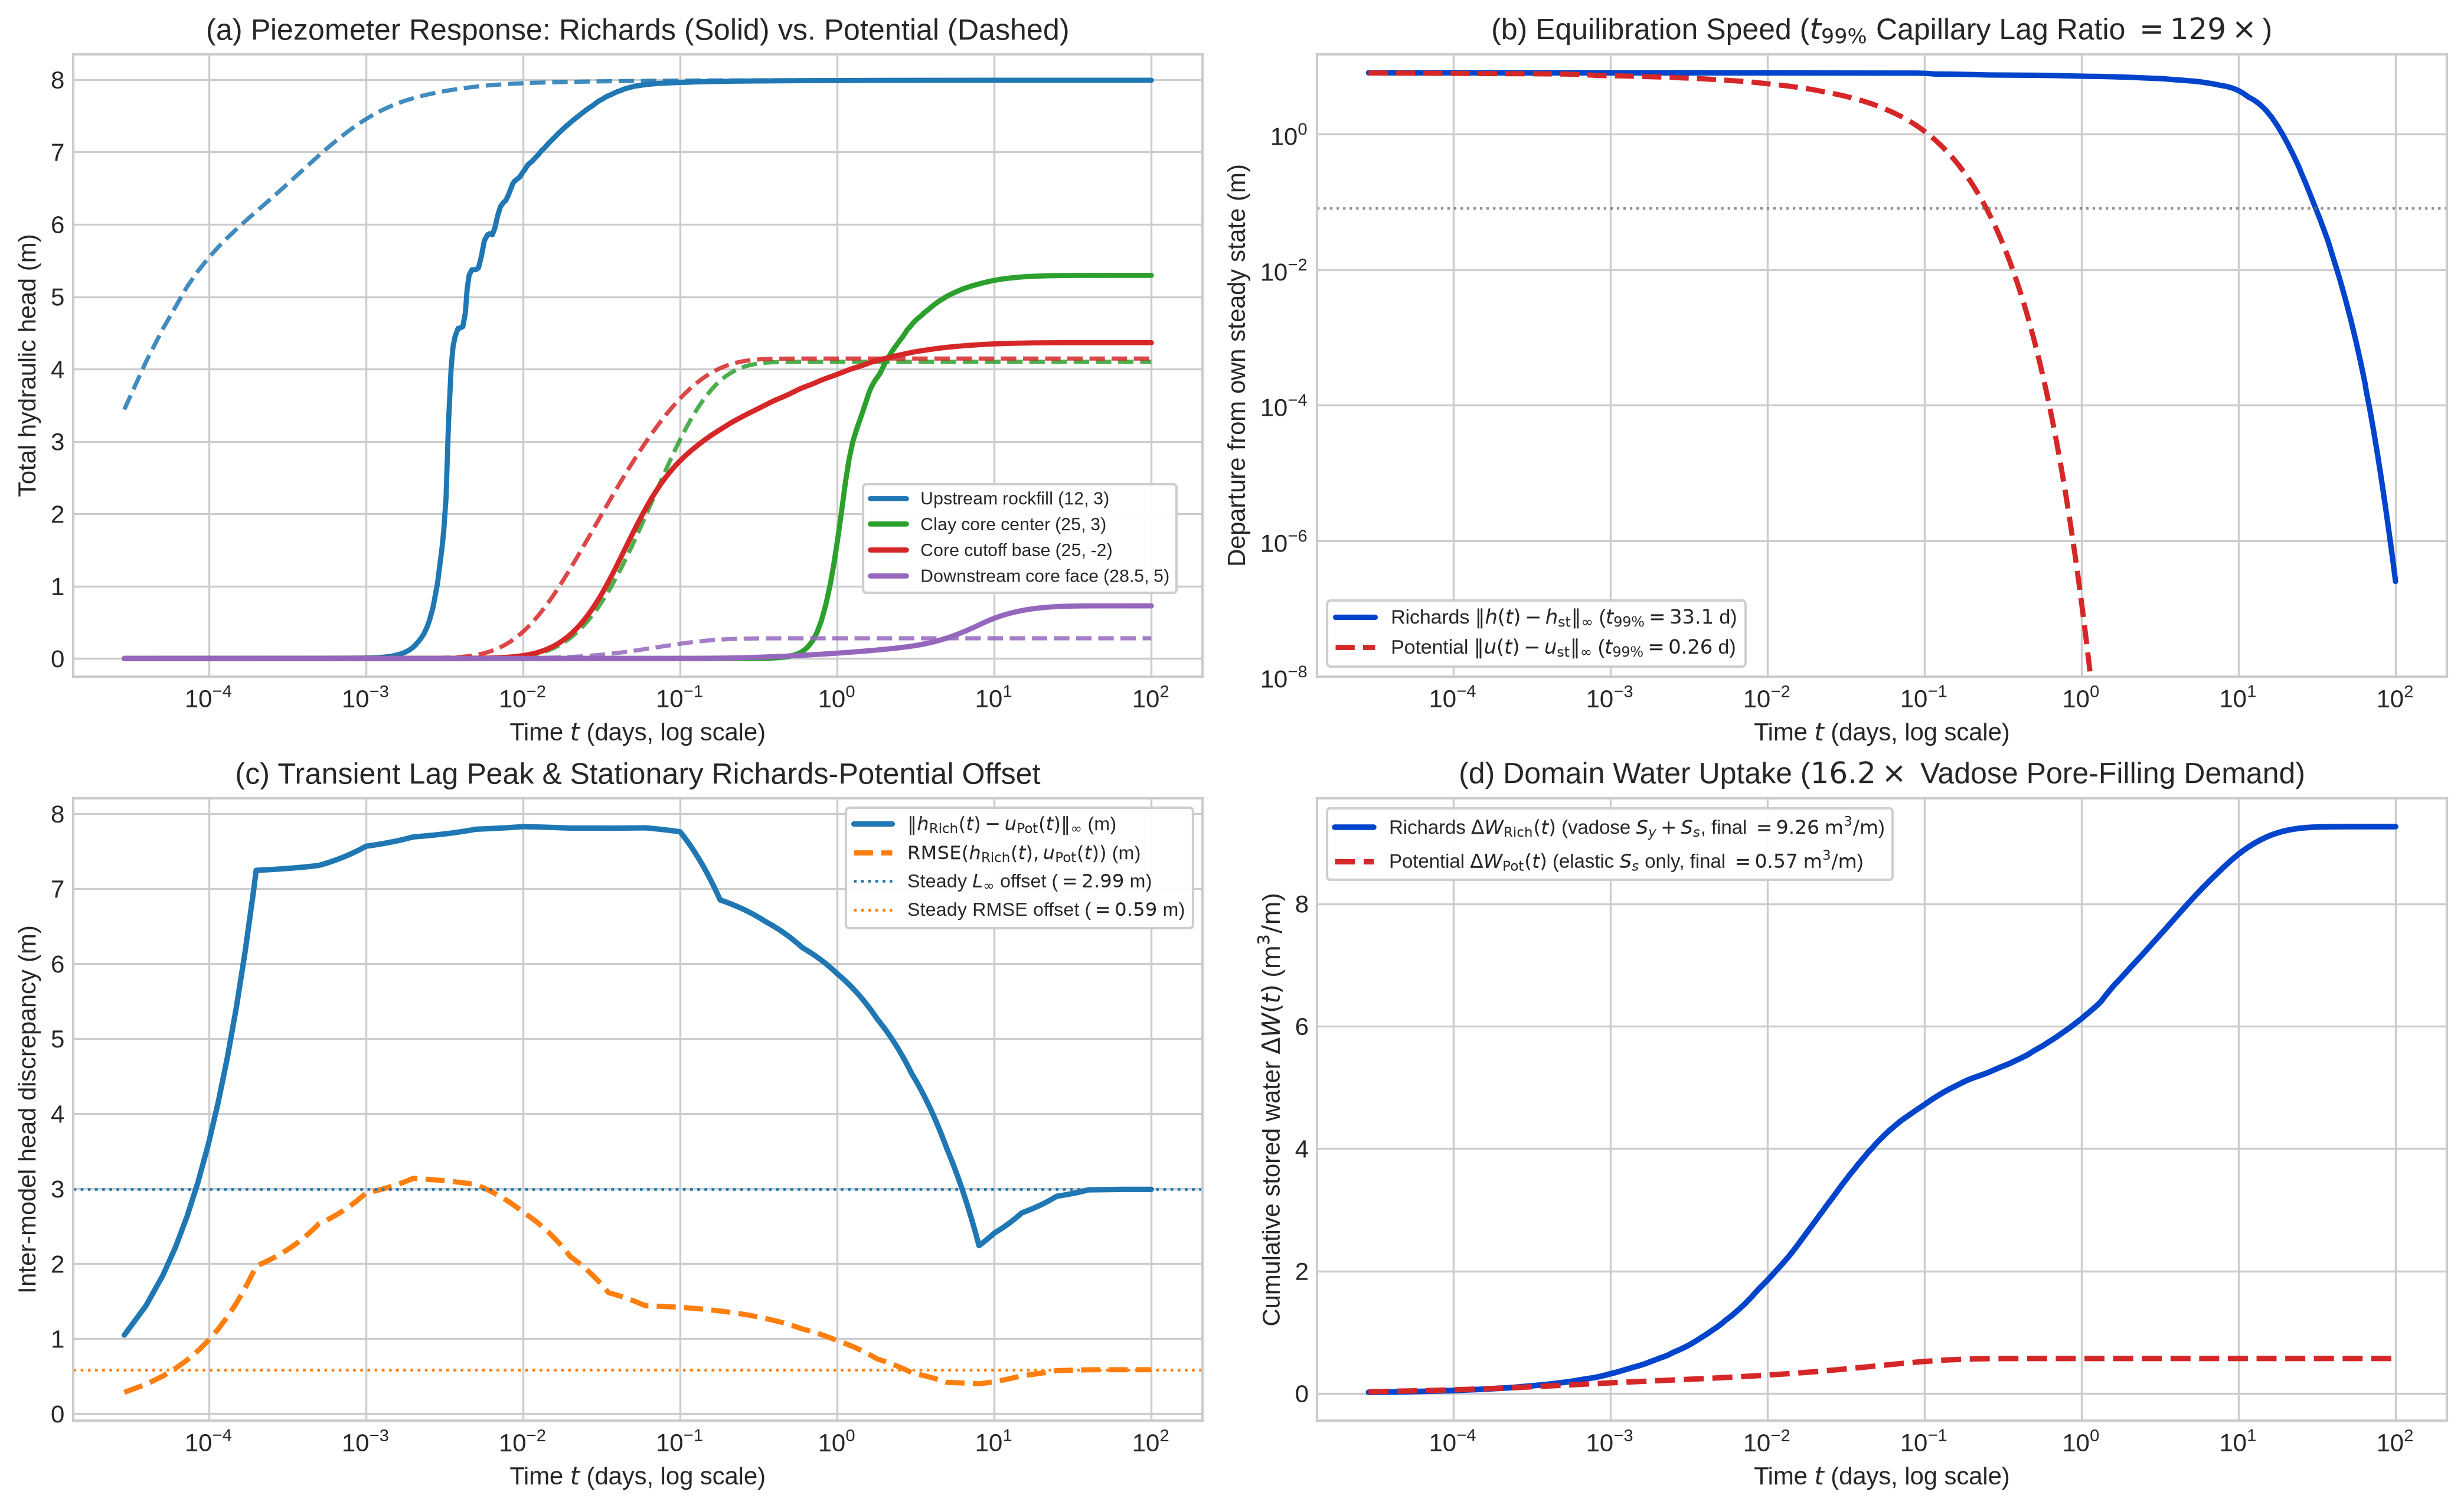 (a) Piezometer Response: Richards (Solid) vs. Potential (Dashed)
Total hydraulic head (m)
8
7
6
5
4
3
2
1
0
Upstream rockfill (12, 3)
Clay core center (25, 3)
Core cutoff base (25, -2)
Downstream core face (28.5, 5)
10⁻⁴ 10⁻³ 10⁻² 10⁻¹ 10⁰ 10¹ 10²
Time t (days, log scale)
(b) Equilibration Speed (t₉₉% Capillary Lag Ratio = 129 × )
Departure from own steady state (m)
10⁰
10⁻²
10⁻⁴
10⁻⁶
10⁻⁸
Richards ‖h(t) − hₛₜ‖∞ (t₉₉% = 33.1 d)
Potential ‖u(t) − uₛₜ‖∞ (t₉₉% = 0.26 d)
10⁻⁴ 10⁻³ 10⁻² 10⁻¹ 10⁰ 10¹ 10²
Time t (days, log scale)
(c) Transient Lag Peak & Stationary Richards-Potential Offset
Inter-model head discrepancy (m)
8
7
6
5
4
3
2
1
0
‖h_Rich(t) − u_Pot(t)‖∞ (m)
RMSE(h_Rich(t), u_Pot(t)) (m)
Steady L∞ offset ( = 2.99 m)
Steady RMSE offset ( = 0.59 m)
10⁻⁴ 10⁻³ 10⁻² 10⁻¹ 10⁰ 10¹ 10²
Time t (days, log scale)
(d) Domain Water Uptake (16.2 × Vadose Pore-Filling Demand)
Cumulative stored water ΔW(t) (m³/m)
8
6
4
2
0
Richards ΔW_Rich(t) (vadose S_y + S_s, final = 9.26 m³/m)
Potential ΔW_Pot(t) (elastic S_s only, final = 0.57 m³/m)
10⁻⁴ 10⁻³ 10⁻² 10⁻¹ 10⁰ 10¹ 10²
Time t (days, log scale)